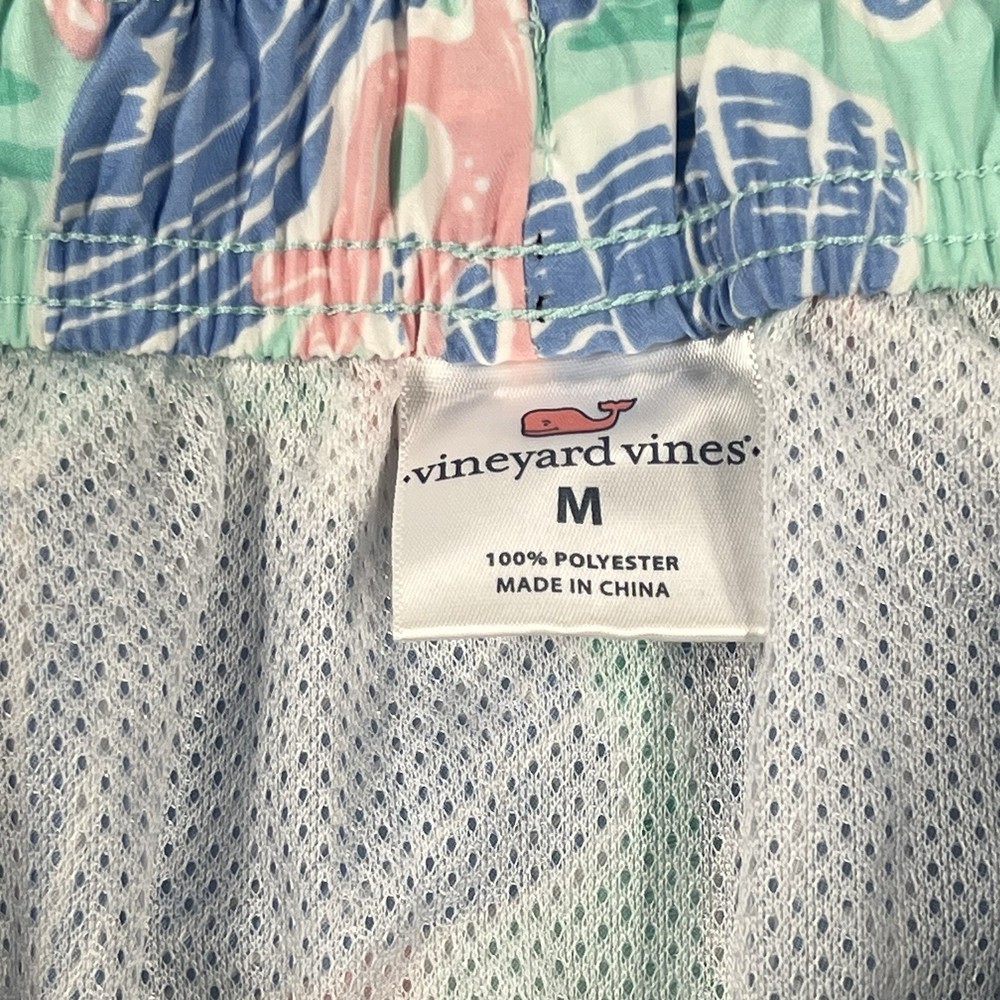 ·vineyard vines·
M
100% POLYESTER
MADE IN CHINA